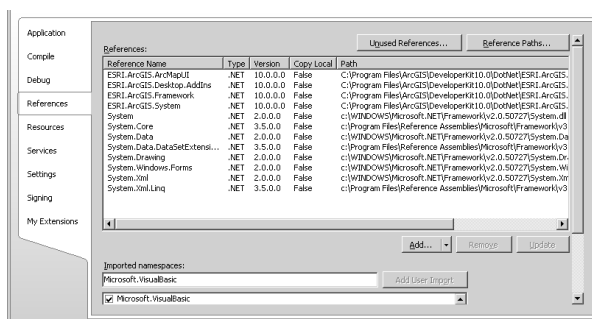 Application
Compile
Debug
References
Resources
Services
Settings
Signing
My Extensions
Unused References...
Reference Paths...
References:
Reference Name Type Version Copy Local Path
ESRI.ArcGIS.ArcMapUI .NET 10.0.0.0 False C:\Program Files\ArcGIS\DeveloperKit10.0\DotNet\ESRI.ArcGIS.
ESRI.ArcGIS.Desktop.AddIns .NET 10.0.0.0 False C:\Program Files\ArcGIS\DeveloperKit10.0\DotNet\ESRI.ArcGIS.
ESRI.ArcGIS.Framework .NET 10.0.0.0 False C:\Program Files\ArcGIS\DeveloperKit10.0\DotNet\ESRI.ArcGIS.
ESRI.ArcGIS.System .NET 10.0.0.0 False C:\Program Files\ArcGIS\DeveloperKit10.0\DotNet\ESRI.ArcGIS.
System .NET 2.0.0.0 False c:\WINDOWS\Microsoft.NET\Framework\v2.0.50727\System.dll
System.Core .NET 3.5.0.0 False c:\Program Files\Reference Assemblies\Microsoft\Framework\v3
System.Data .NET 2.0.0.0 False c:\WINDOWS\Microsoft.NET\Framework\v2.0.50727\System.Da
System.Data.DataSetExtensi... .NET 3.5.0.0 False c:\Program Files\Reference Assemblies\Microsoft\Framework\v3
System.Drawing .NET 2.0.0.0 False c:\WINDOWS\Microsoft.NET\Framework\v2.0.50727\System.Dr
System.Windows.Forms .NET 2.0.0.0 False c:\WINDOWS\Microsoft.NET\Framework\v2.0.50727\System.Wi
System.Xml .NET 2.0.0.0 False c:\WINDOWS\Microsoft.NET\Framework\v2.0.50727\System.Xm
System.Xml.Linq .NET 3.5.0.0 False c:\Program Files\Reference Assemblies\Microsoft\Framework\v3
Add... Remove Update
Imported namespaces:
Microsoft.VisualBasic Add User Import
Microsoft.VisualBasic